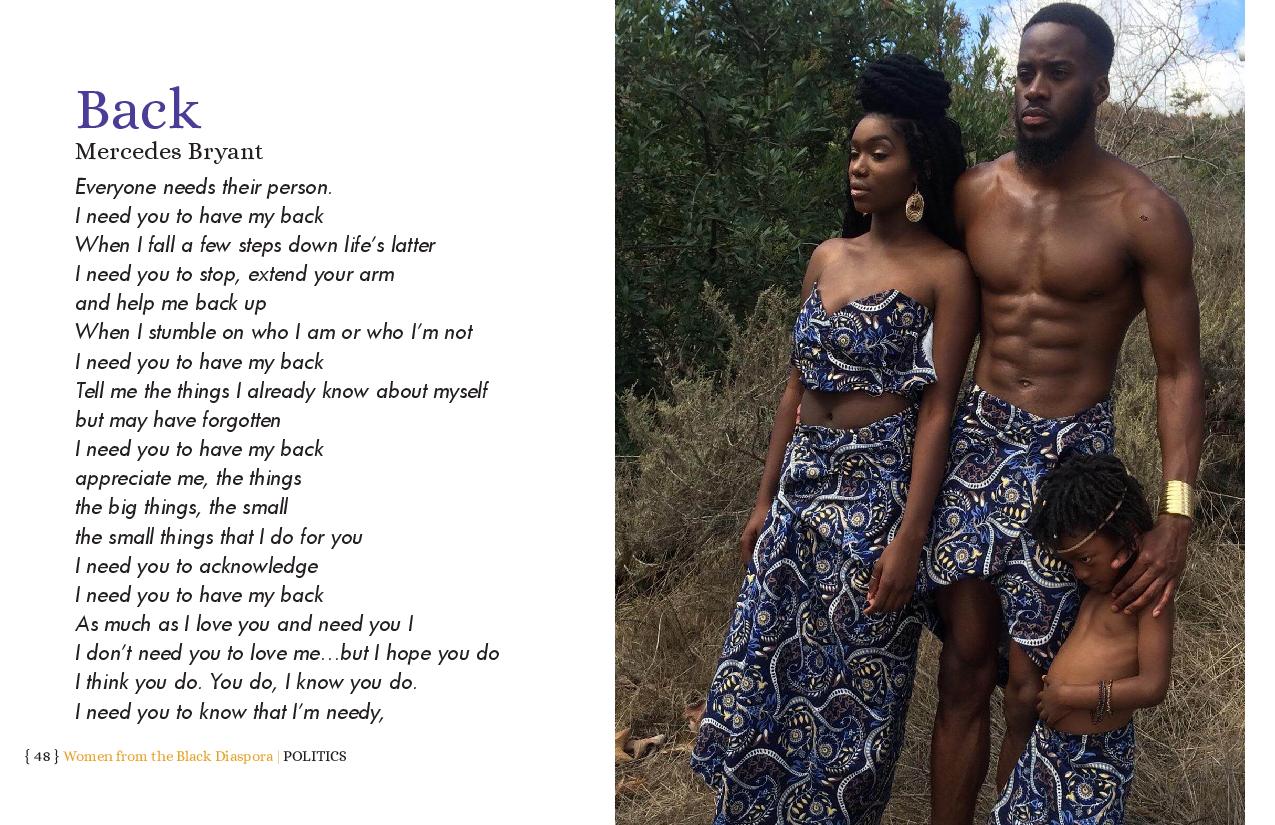 Back
Mercedes Bryant
Everyone needs their person.
I need you to have my back
When I fall a few steps down life's latter
I need you to stop, extend your arm
and help me back up
When I stumble on who I am or who I'm not
I need you to have my back
Tell me the things I already know about myself
but may have forgotten
I need you to have my back
appreciate me, the things
the big things, the small
the small things that I do for you
I need you to acknowledge
I need you to have my back
As much as I love you and need you I
I don't need you to love me...but I hope you do
I think you do. You do, I know you do.
I need you to know that I'm needy,
{ 48 } Women from the Black Diaspora | POLITICS